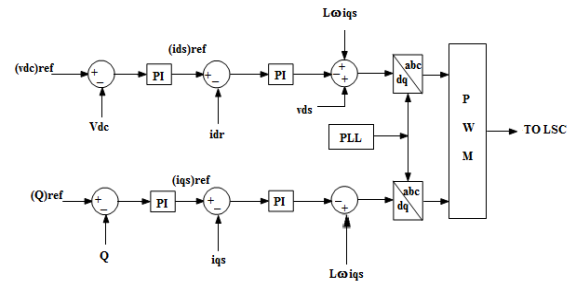 Lωiqs
(vdc)ref
+
−
PI
(ids)ref
+
−
PI
+
−
+
abc
dq
Vdc
idr
vds
PLL
P
W
M
TO LSC
(Q)ref
+
−
PI
(iqs)ref
+
−
PI
−
+
abc
dq
Q
iqs
Lωiqs